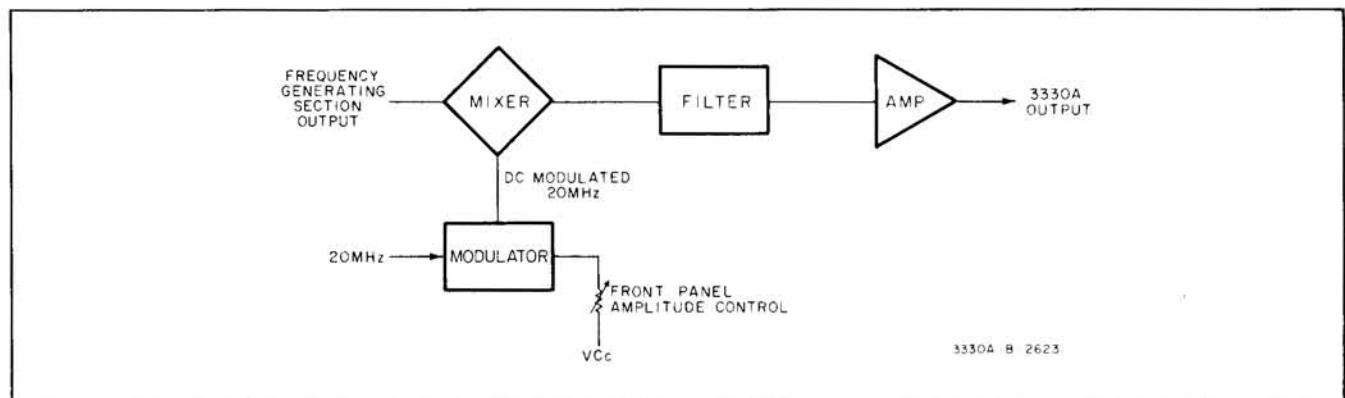 FREQUENCY
GENERATING
SECTION
OUTPUT
MIXER
FILTER
AMP
3330A
OUTPUT
DC MODULATED
20MHz
20MHz
MODULATOR
FRONT PANEL
AMPLITUDE CONTROL
VCc
3330A-B-2623